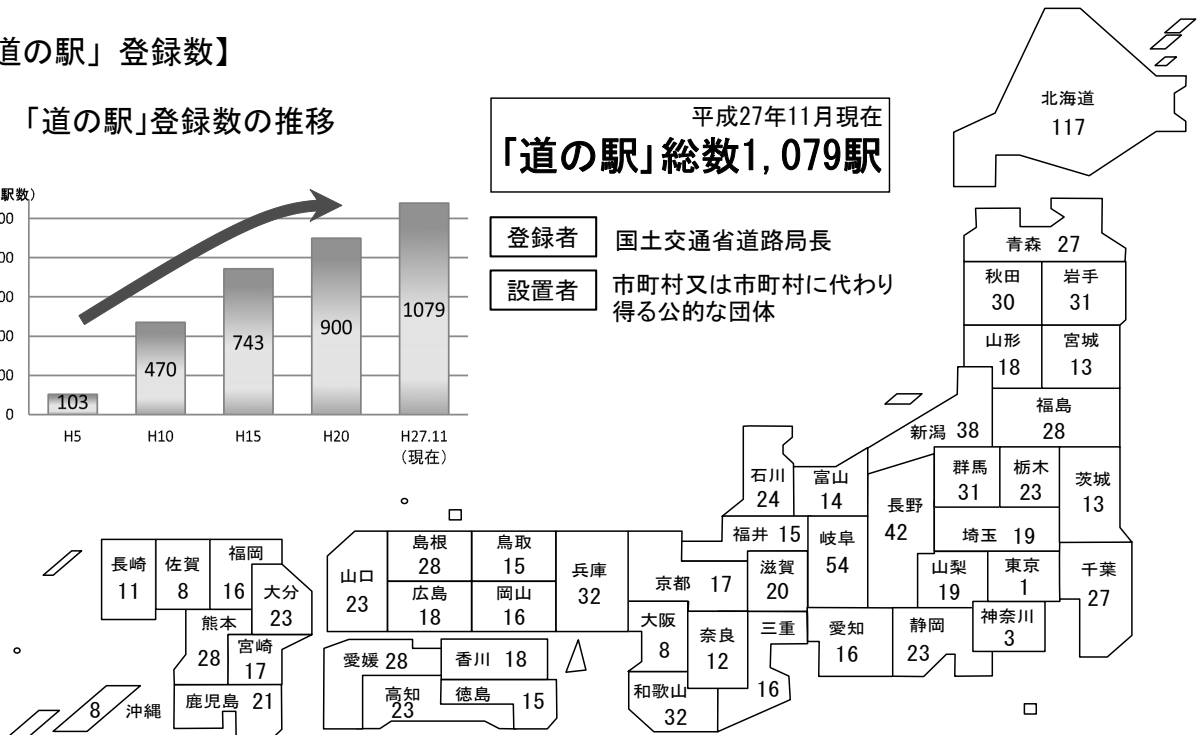 道の駅」 登録数】
「道の駅」登録数の推移
平成27年11月現在
「道の駅」総数1,079駅
登録者 国土交通省道路局長
設置者 市町村又は市町村に代わり
得る公的な団体
駅数)
00
00
00
00
00
0
103
470
743
900
1079
H5
H10
H15
H20
H27.11
(現在)
北海道
117
青森 27
秋田
30
岩手
31
山形
18
宮城
13
福島
28
新潟 38
群馬
31
栃木
23
茨城
13
石川
24
富山
14
長野
42
埼玉 19
福井 15
岐阜
54
山梨
19
東京
1
千葉
27
神奈川
3
静岡
23
愛知
16
滋賀
20
三重
16
京都 17
大阪
8
奈良
12
和歌山
32
兵庫
32
鳥取
15
島根
28
岡山
16
広島
18
山口
23
香川 18
愛媛 28
徳島 15
高知
23
福岡
16
佐賀
8
長崎
11
大分
23
熊本
28
宮崎
17
鹿児島 21
8 沖縄